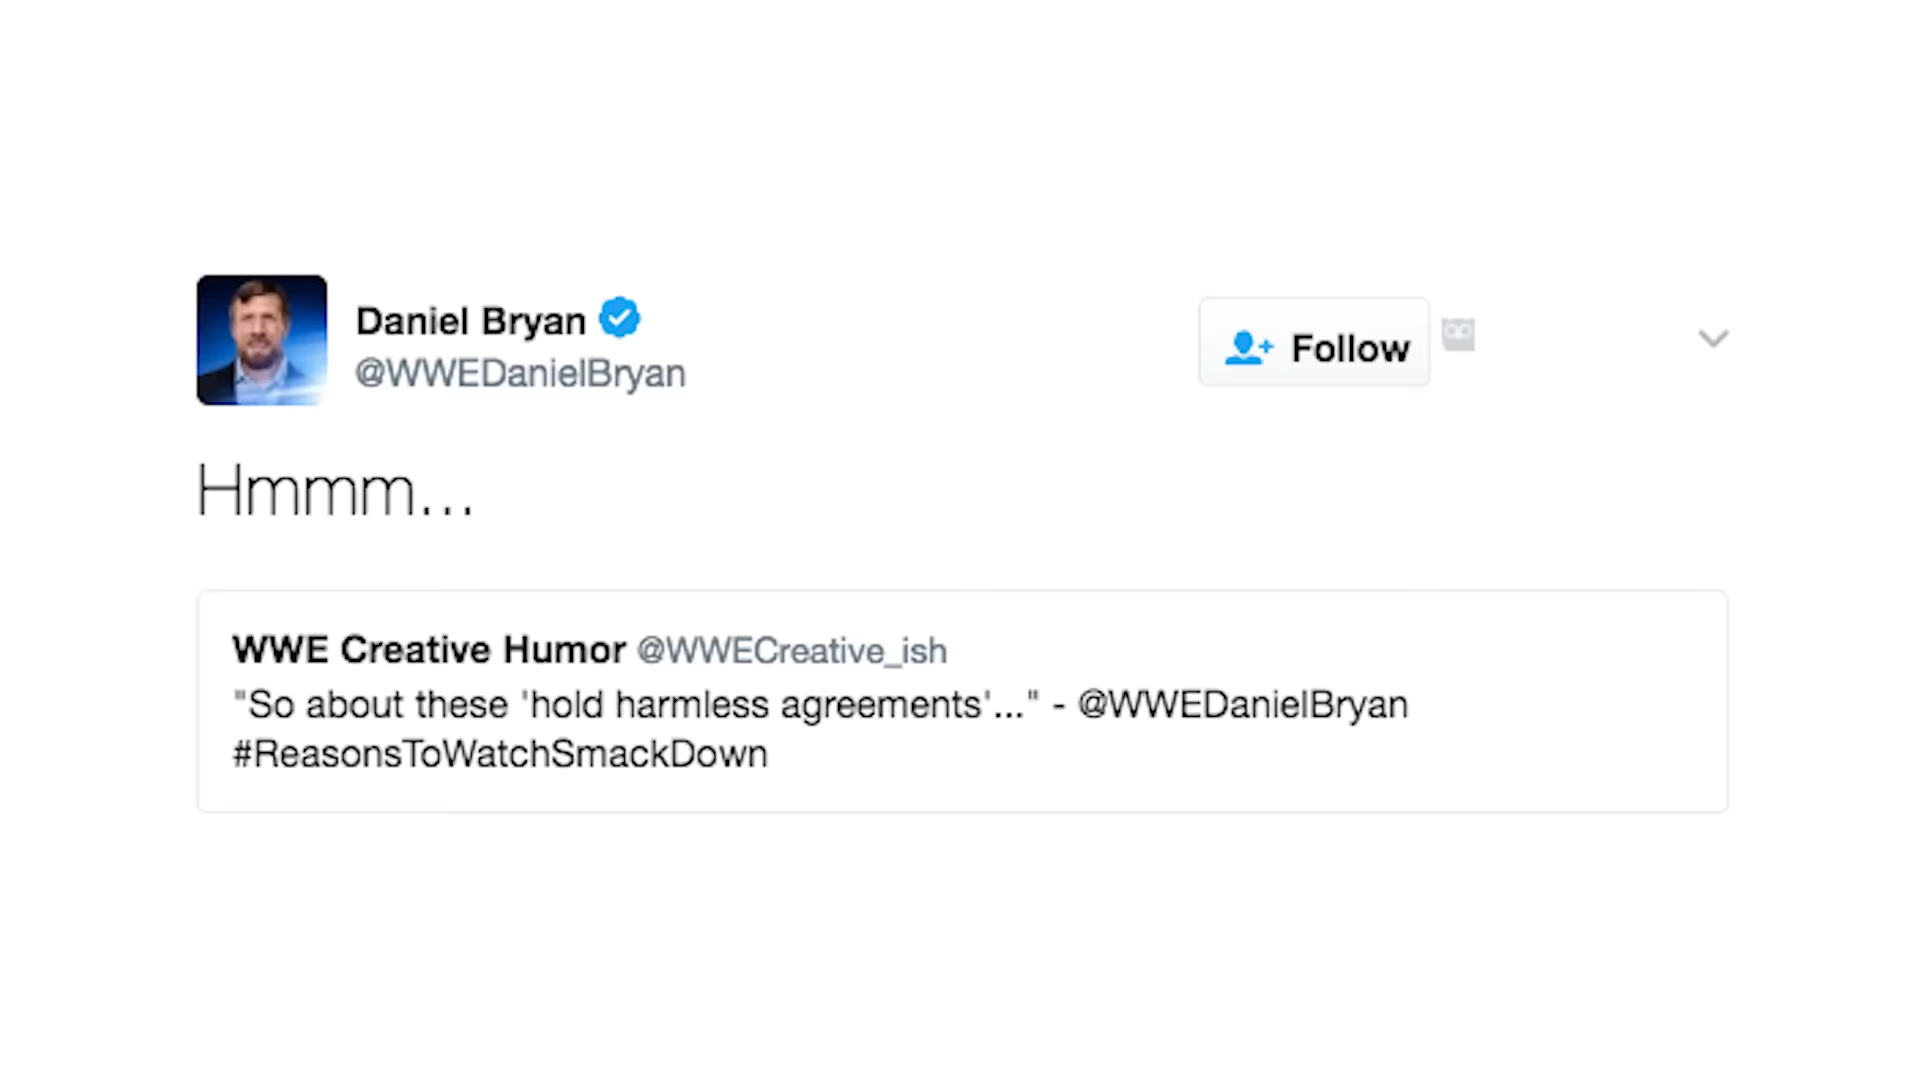 Daniel Bryan
@WWEDanielBryan
Follow
Hmmm...
WWE Creative Humor @WWECreative_ish
"So about these 'hold harmless agreements'..." - @WWEDanielBryan
#ReasonsToWatchSmackDown